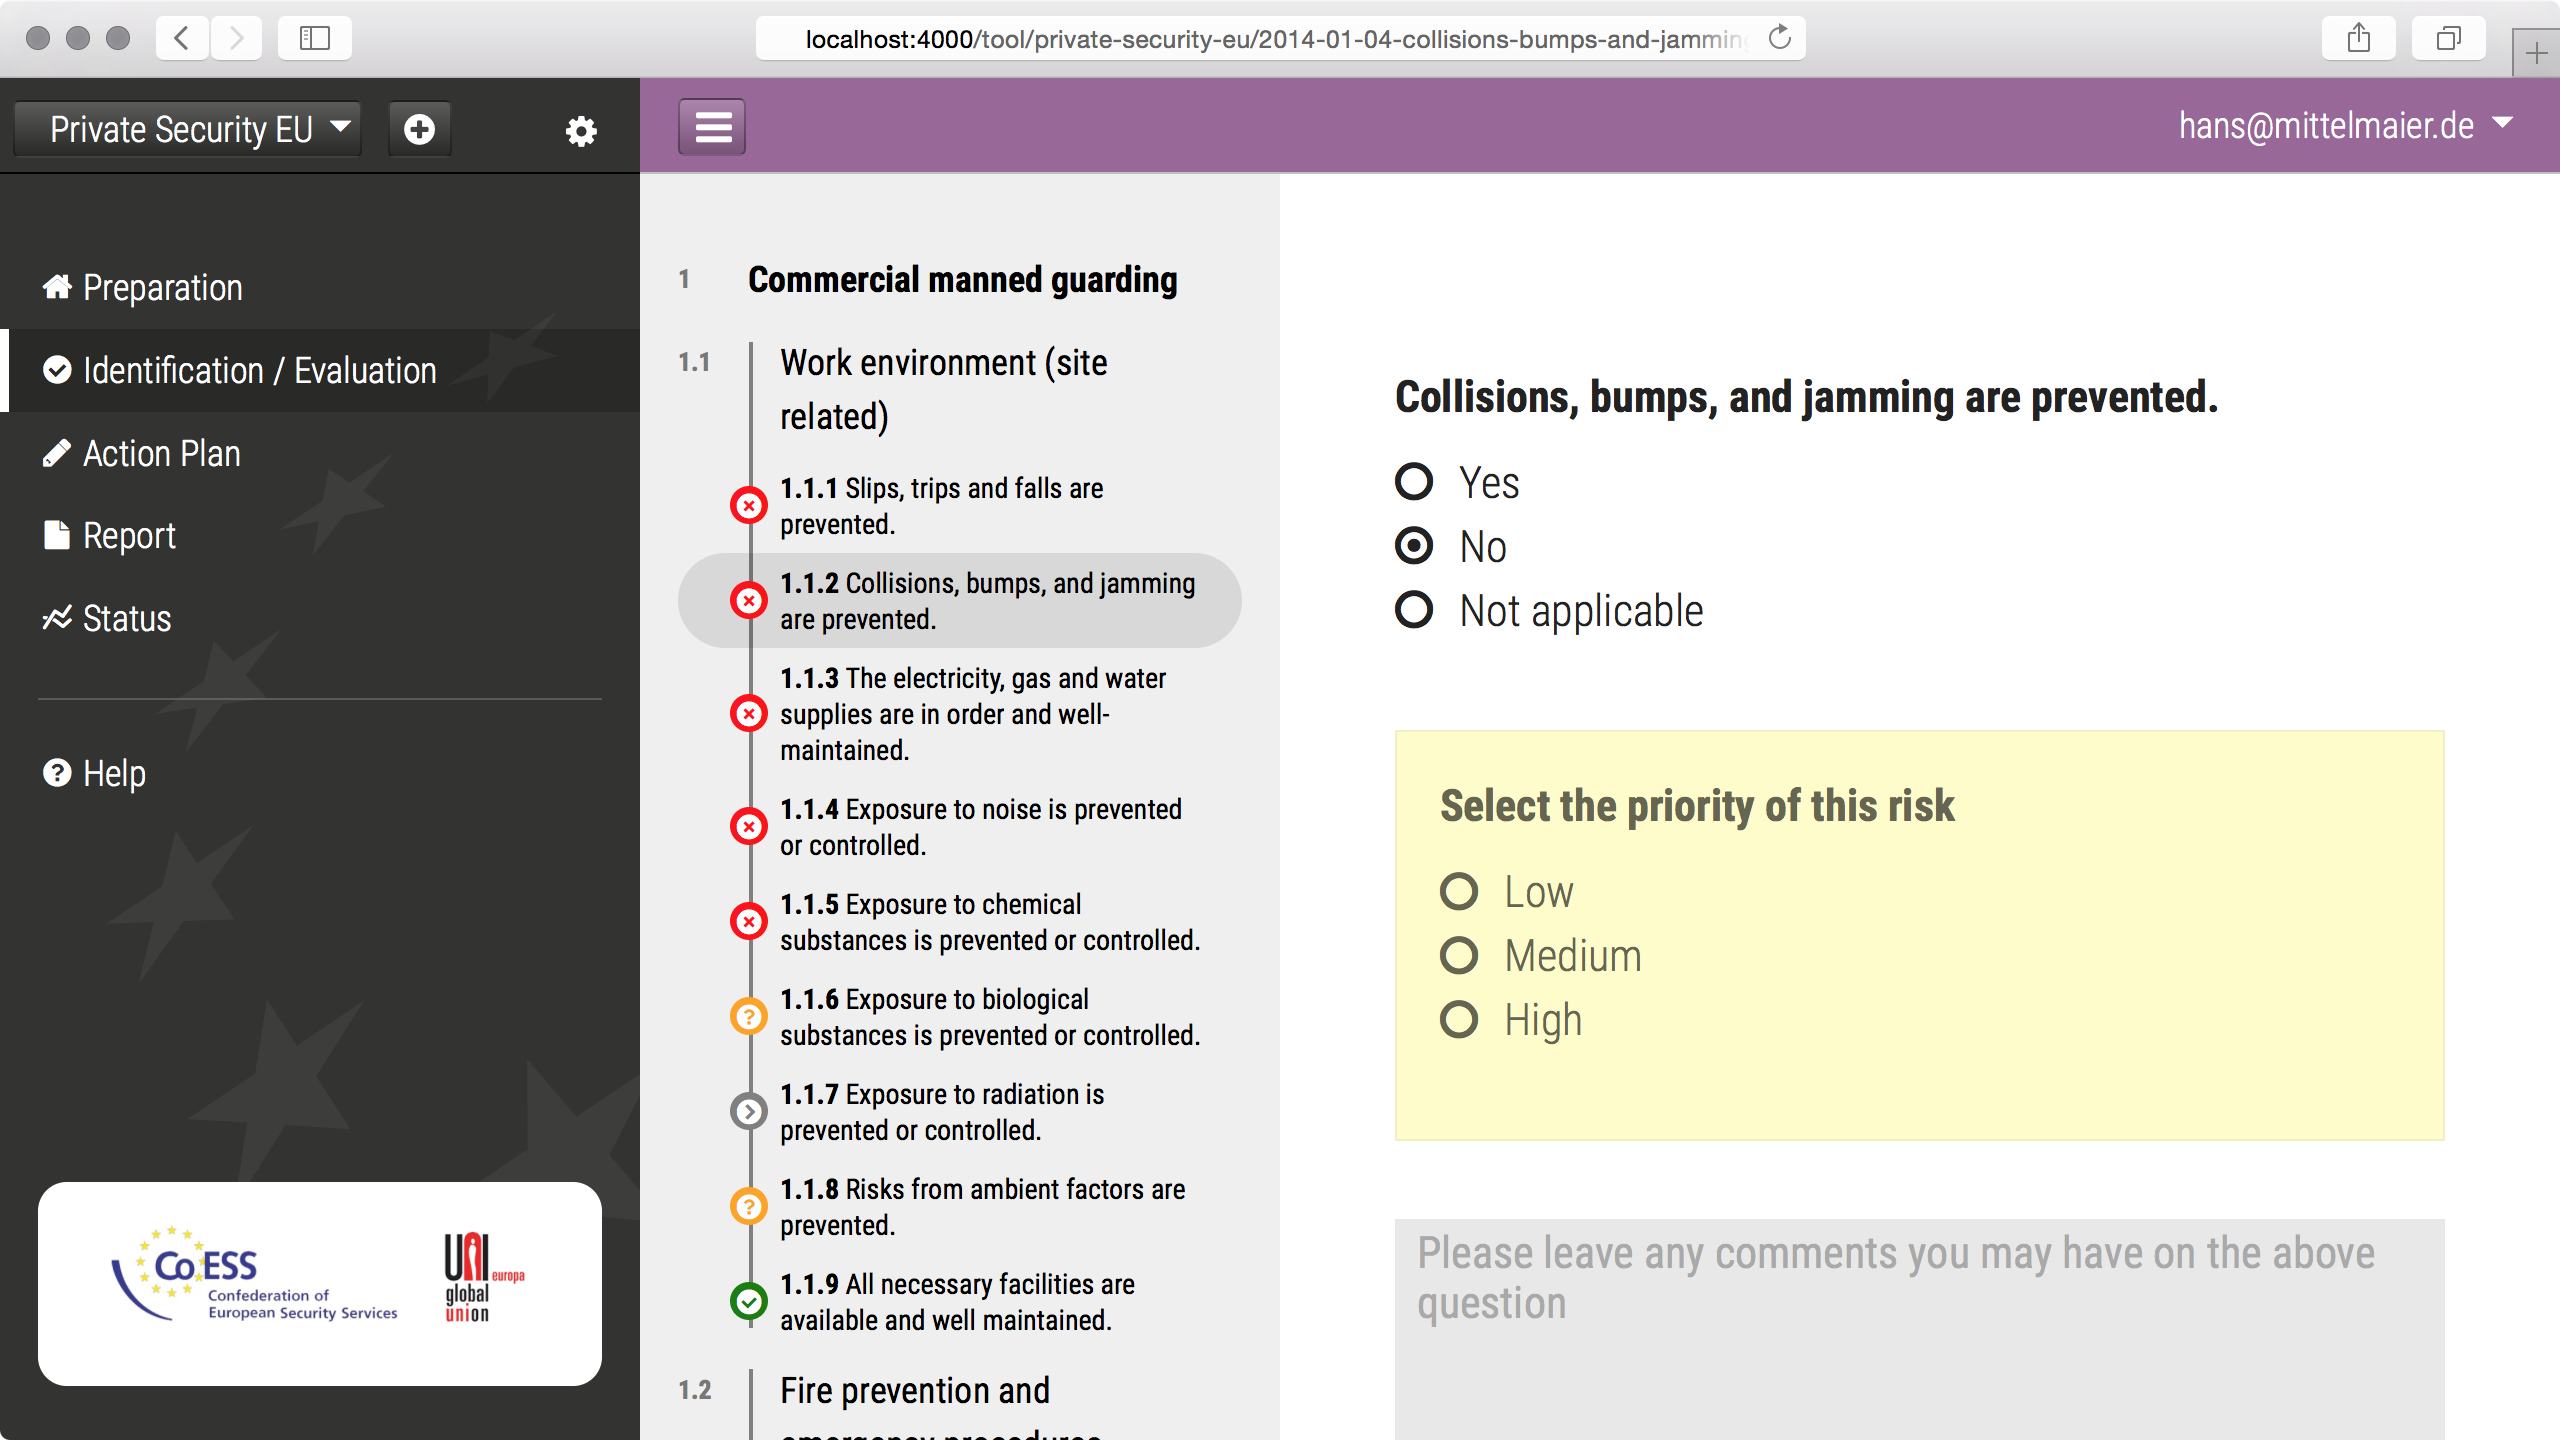 localhost:4000/tool/private-security-eu/2014-01-04-collisions-bumps-and-jamming
Private Security EU
hans@mittelmaier.de
Preparation
Identification / Evaluation
Action Plan
Report
Status
Help
CoESS
Confederation of
European Security Services
UNI europa
global
union
1 Commercial manned guarding
1.1 Work environment (site
related)
1.1.1 Slips, trips and falls are
prevented.
1.1.2 Collisions, bumps, and jamming
are prevented.
1.1.3 The electricity, gas and water
supplies are in order and well-
maintained.
1.1.4 Exposure to noise is prevented
or controlled.
1.1.5 Exposure to chemical
substances is prevented or controlled.
1.1.6 Exposure to biological
substances is prevented or controlled.
1.1.7 Exposure to radiation is
prevented or controlled.
1.1.8 Risks from ambient factors are
prevented.
1.1.9 All necessary facilities are
available and well maintained.
1.2 Fire prevention and
emergency procedures
Collisions, bumps, and jamming are prevented.
Yes
No
Not applicable
Select the priority of this risk
Low
Medium
High
Please leave any comments you may have on the above
question